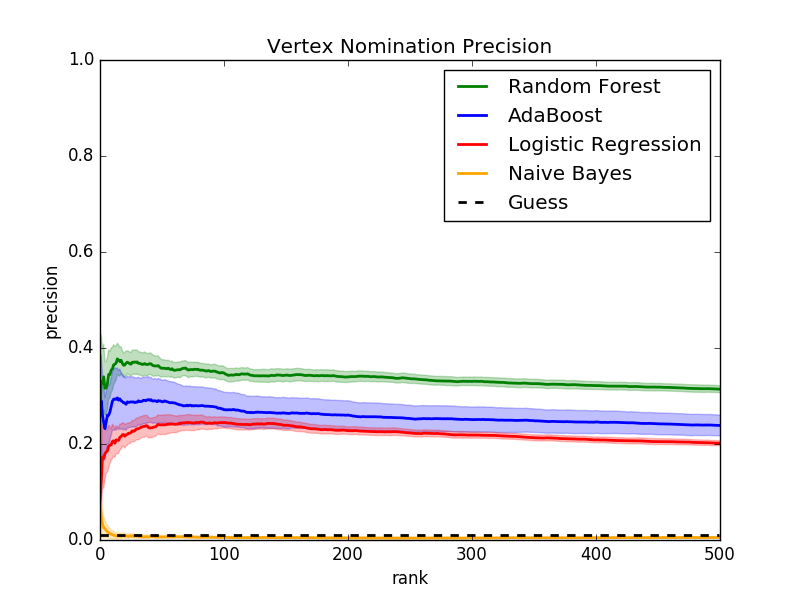 Vertex Nomination Precision
1.0
0.8
0.6
0.4
0.2
0.0
precision
Random Forest
AdaBoost
Logistic Regression
Naive Bayes
Guess
0 100 200 300 400 500
rank